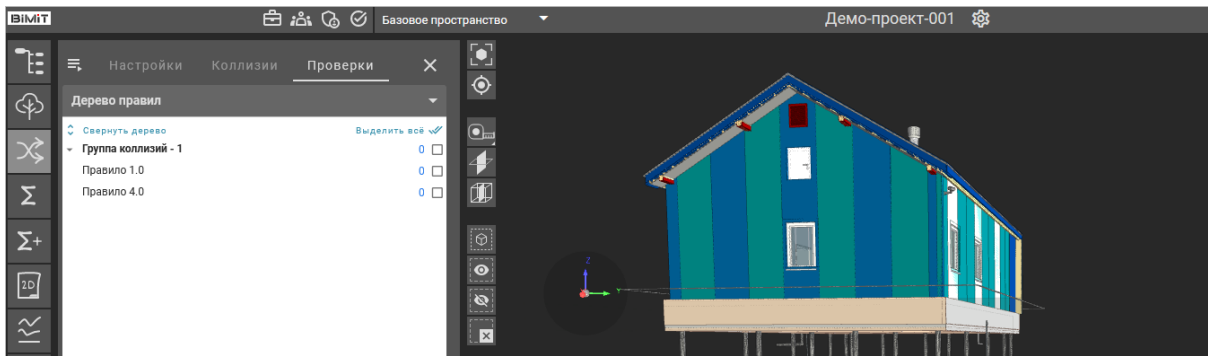 BIMIT
Базовое пространство
Демо-проект-001
Настройки Коллизии Проверки
Дерево правил
Свернуть дерево Выделить всё
Группа коллизий - 1 0
Правило 1.0 0
Правило 4.0 0
Σ
Σ+
2D
Z
Y